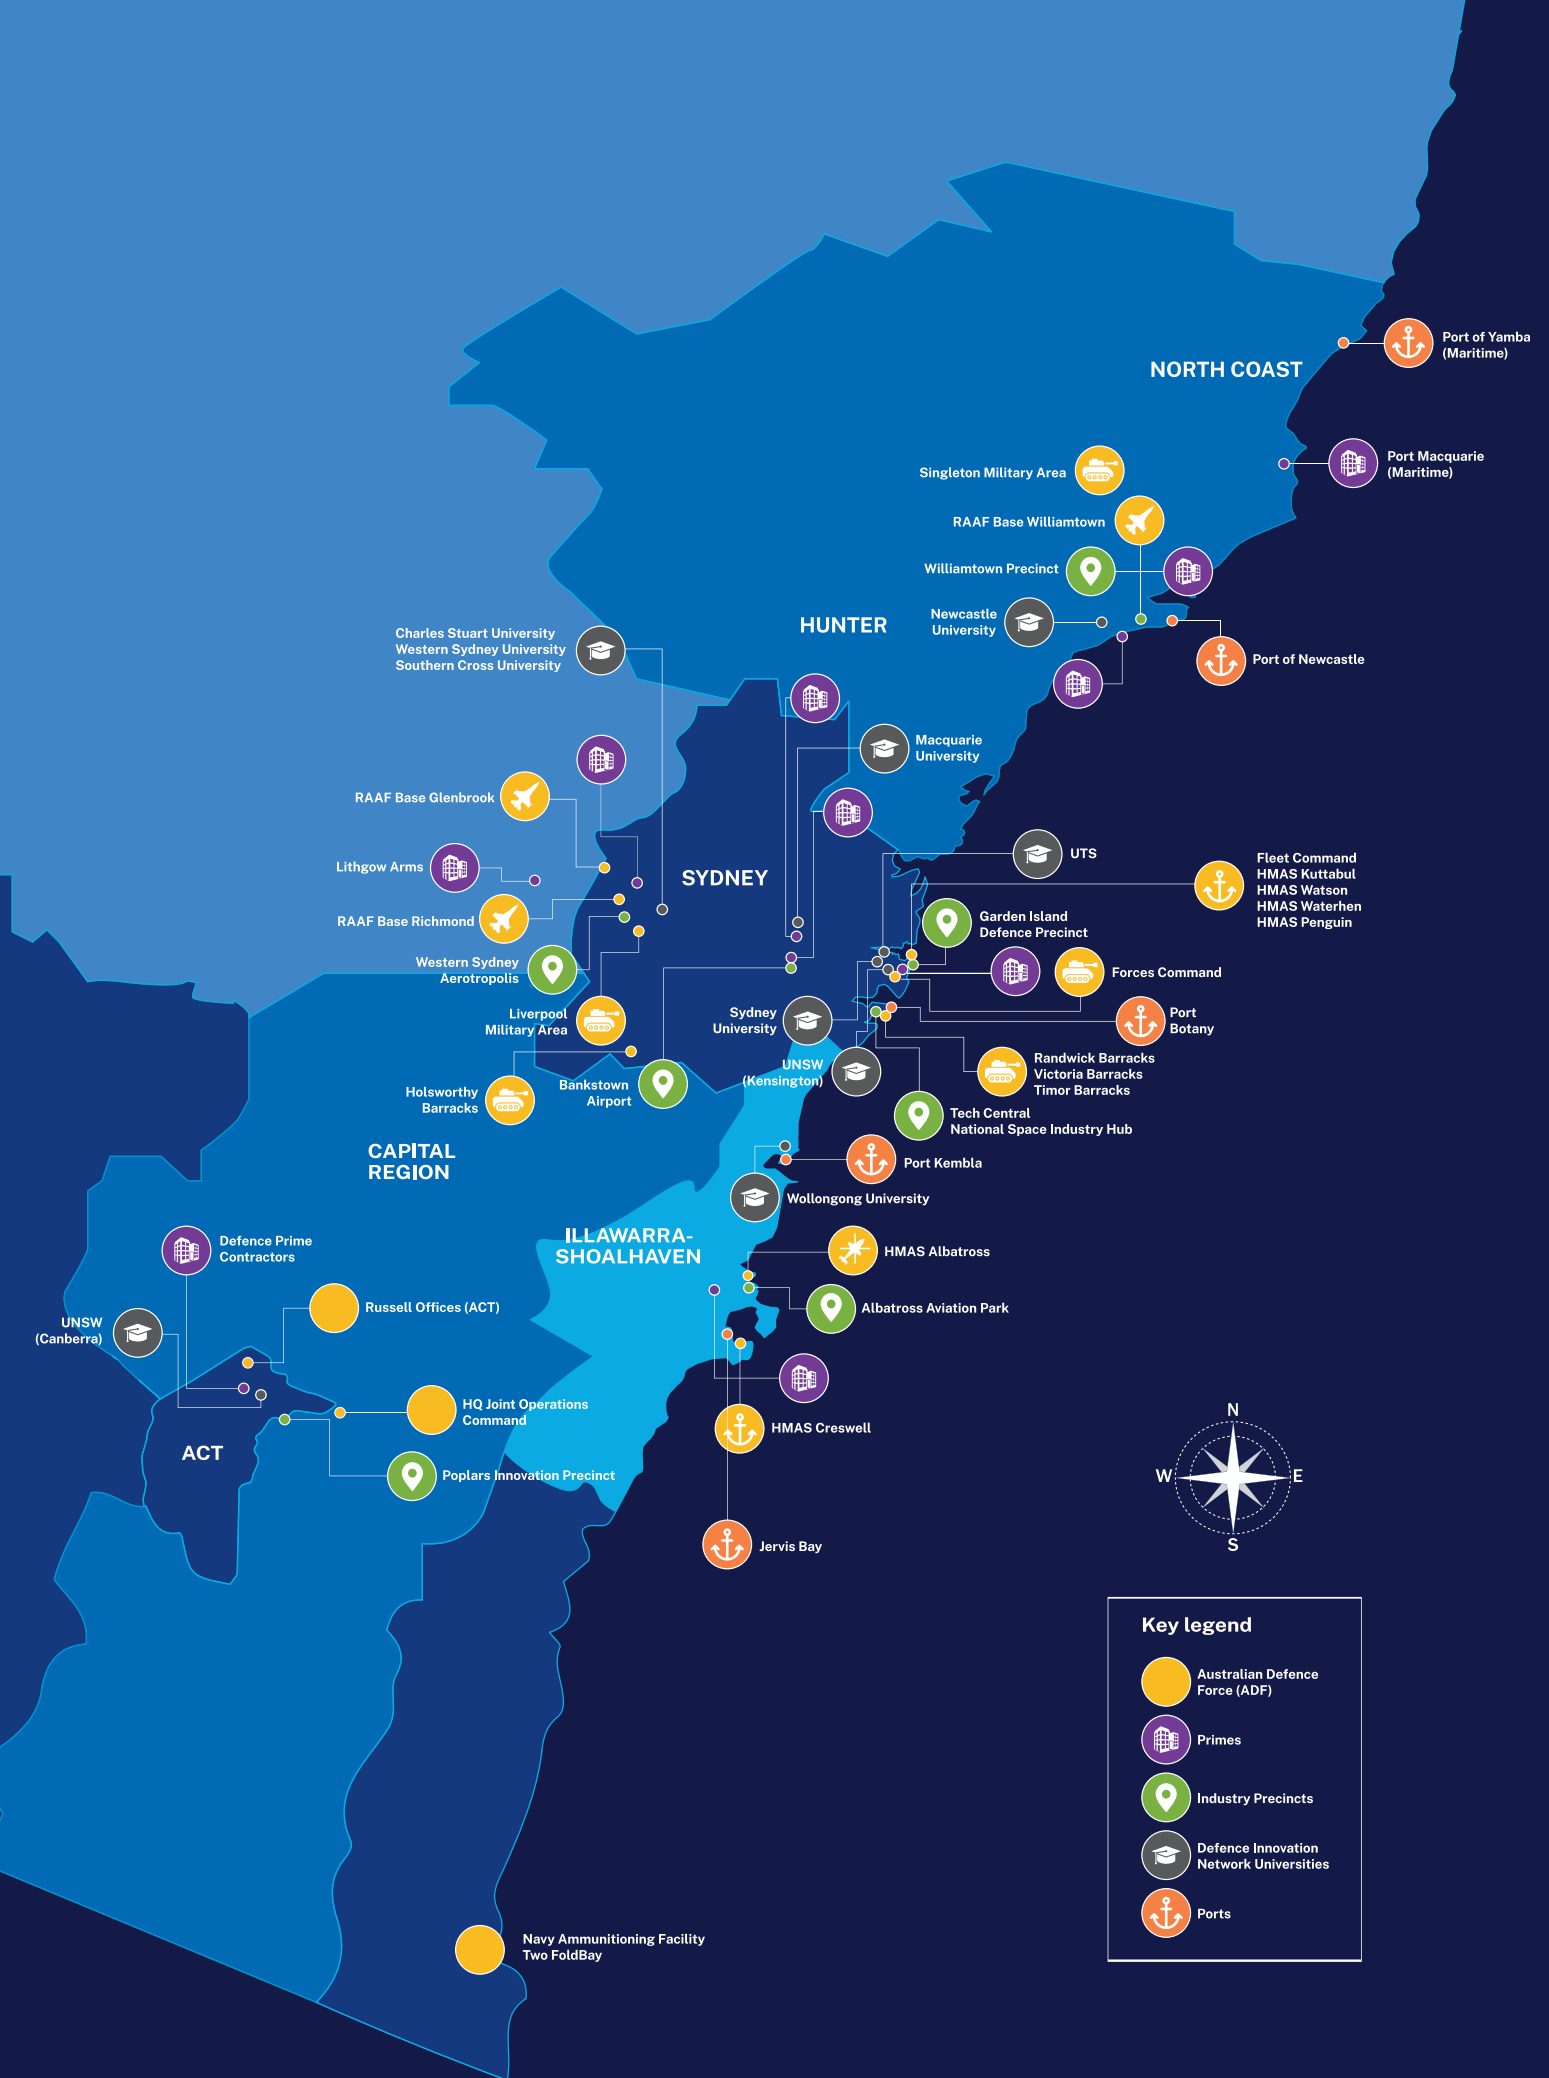 Port of Yamba
(Maritime)
NORTH COAST
Port Macquarie
(Maritime)
Singleton Military Area
RAAF Base Williamtown
Williamtown Precinct
Newcastle
University
HUNTER
Port of Newcastle
Charles Stuart University
Western Sydney University
Southern Cross University
Macquarie
University
RAAF Base Glenbrook
Lithgow Arms
SYDNEY
UTS
Fleet Command
HMAS Kuttabul
HMAS Watson
HMAS Waterhen
HMAS Penguin
RAAF Base Richmond
Garden Island
Defence Precinct
Western Sydney
Aerotropolis
Forces Command
Liverpool
Military Area
Sydney
University
Port
Botany
Holsworthy
Barracks
Bankstown
Airport
UNSW
(Kensington)
Randwick Barracks
Victoria Barracks
Timor Barracks
Tech Central
National Space Industry Hub
CAPITAL
REGION
Port Kembla
Wollongong University
ILLAWARRA-
SHOALHAVEN
Defence Prime
Contractors
HMAS Albatross
Russell Offices (ACT)
Albatross Aviation Park
UNSW
(Canberra)
HQ Joint Operations
Command
HMAS Creswell
ACT
Poplars Innovation Precinct
Jervis Bay
N
W
E
S
Key legend
Australian Defence
Force (ADF)
Primes
Industry Precincts
Defence Innovation
Network Universities
Ports
Navy Ammunitioning Facility
Two FoldBay